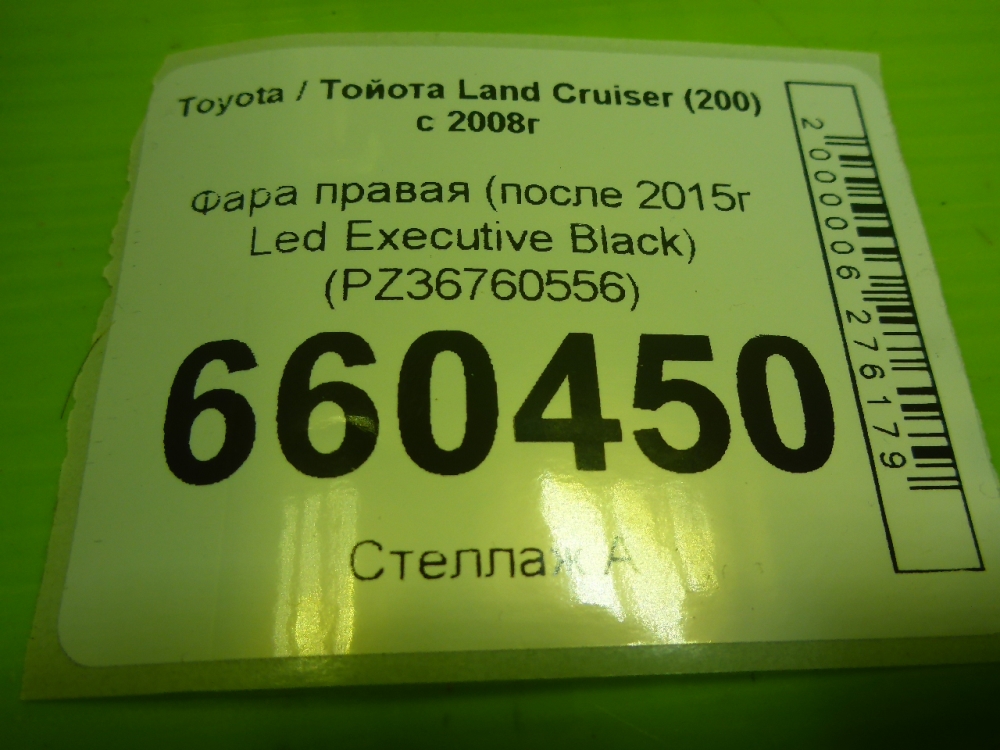 Toyota / Тойота Land Cruiser (200)
с 2008г
Фара правая (после 2015г
Led Executive Black)
(PZ36760556)
660450
Стеллаж А
2000006276179